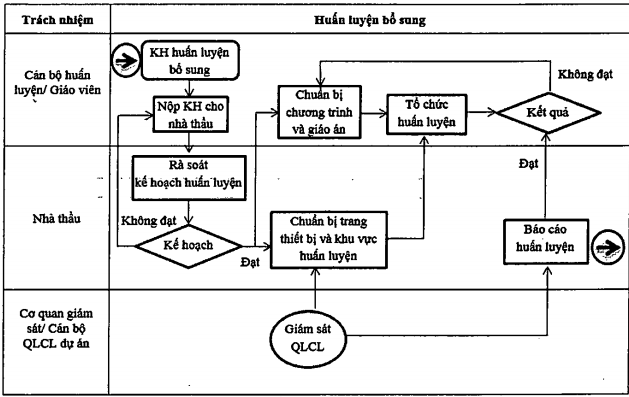 Trách nhiệm
Huấn luyện bổ sung
Cán bộ huấn
luyện/ Giáo viên
KH huấn luyện
bổ sung
Nộp KH cho
nhà thầu
Chuẩn bị
chương trình
và giáo án
Tổ chức
huấn luyện
Không đạt
Kết quả
Nhà thầu
Rà soát
kế hoạch huấn luyện
Không đạt
Kế hoạch
Đạt
Chuẩn bị trang
thiết bị và khu vực
huấn luyện
Đạt
Báo cáo
huấn luyện
Cơ quan giám
sát/ Cán bộ
QLCL dự án
Giám sát
QLCL